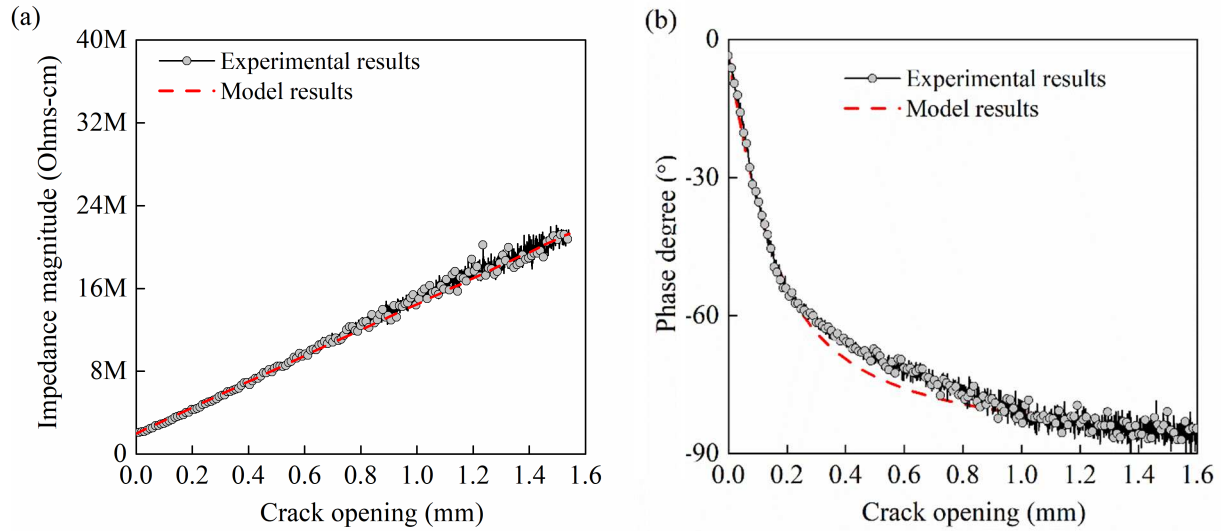 (a)
Impedance magnitude (Ohms-cm)
40M
32M
24M
16M
8M
0
Experimental results
Model results
0.0 0.2 0.4 0.6 0.8 1.0 1.2 1.4 1.6
Crack opening (mm)
(b)
Phase degree (°)
0
-30
-60
-90
Experimental results
Model results
0.0 0.2 0.4 0.6 0.8 1.0 1.2 1.4 1.6
Crack opening (mm)